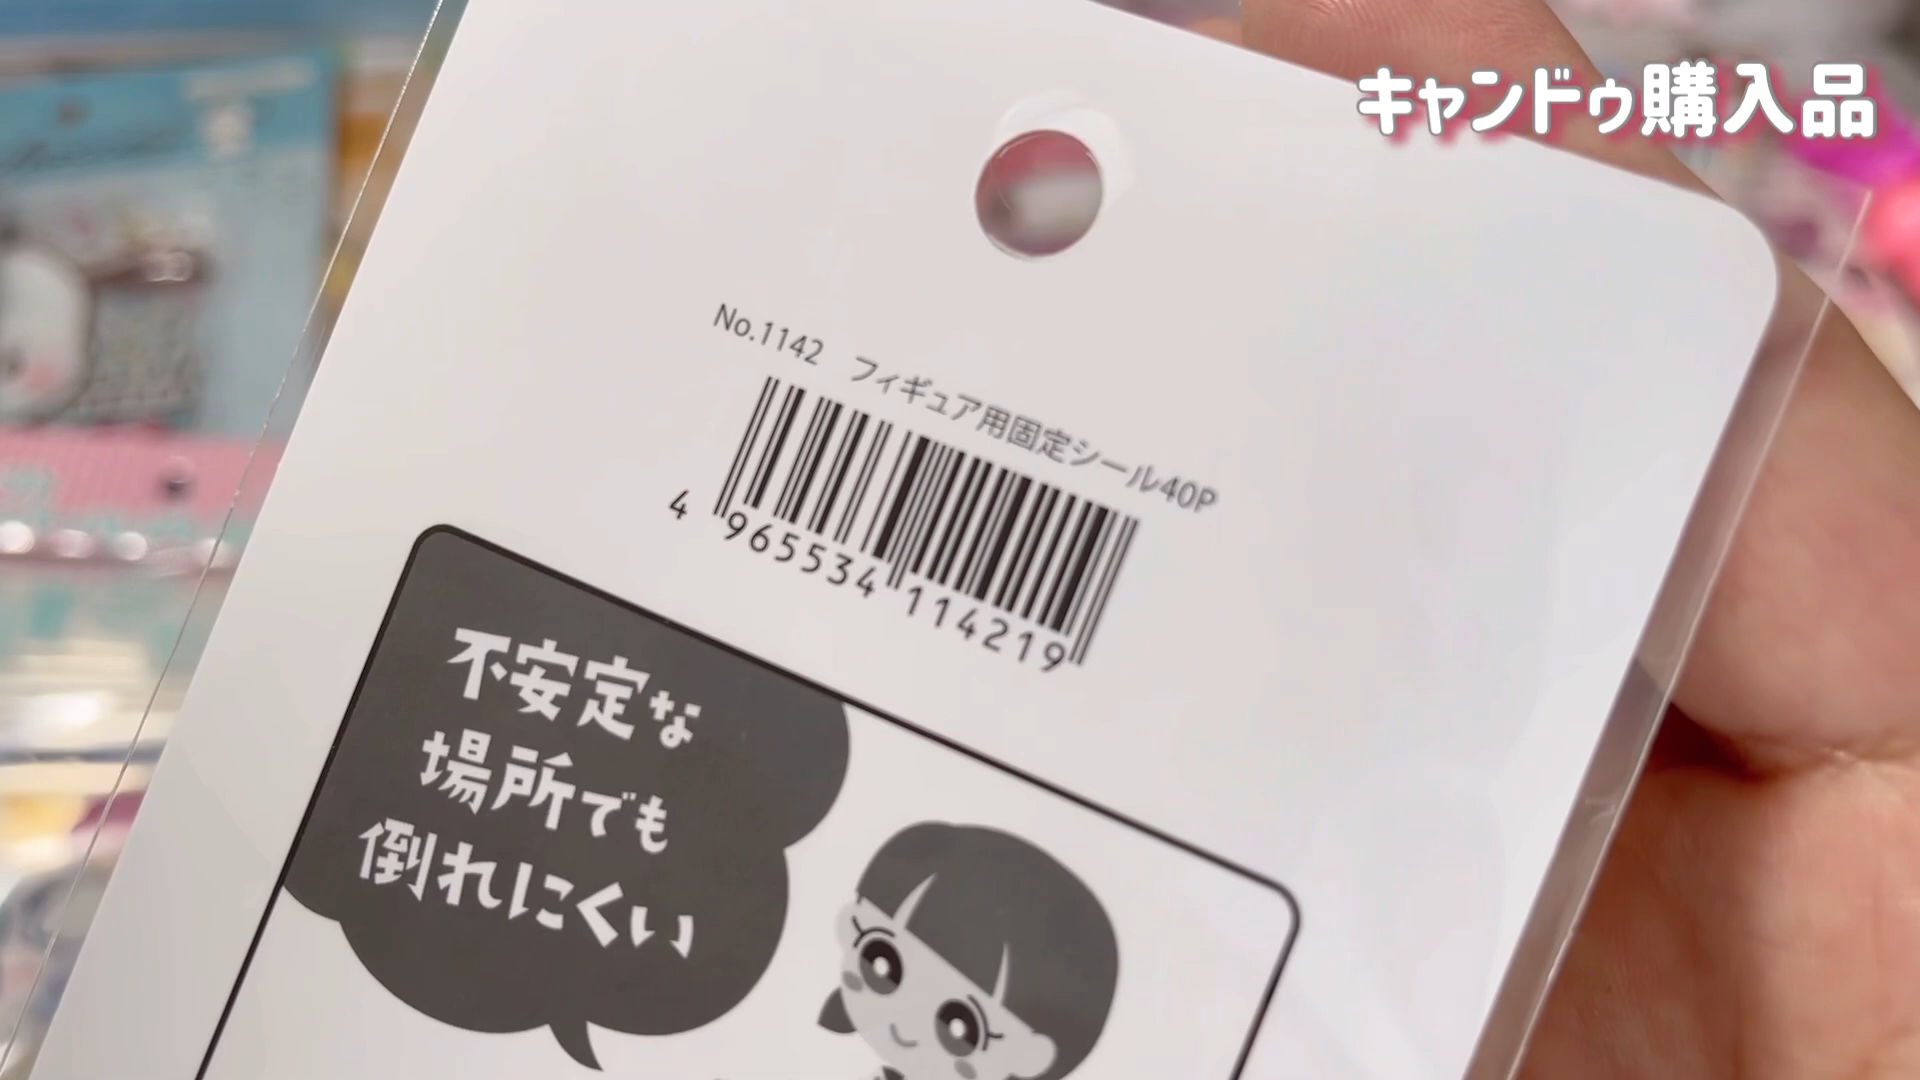 キャンドゥ購入品
No.1142 フィギュア用固定シール40P
4 965534 114219
不安定な
場所でも
倒れにくい